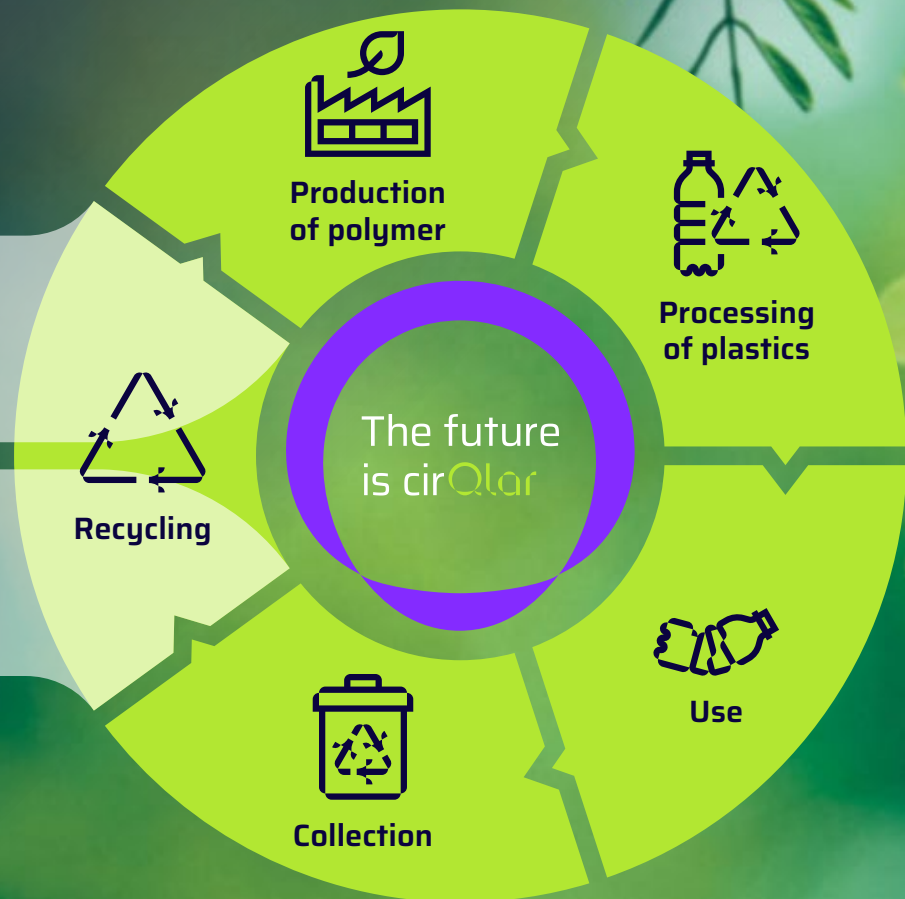 Production
of polymer
Processing
of plastics
The future
is cirQlar
Recycling
Use
Collection